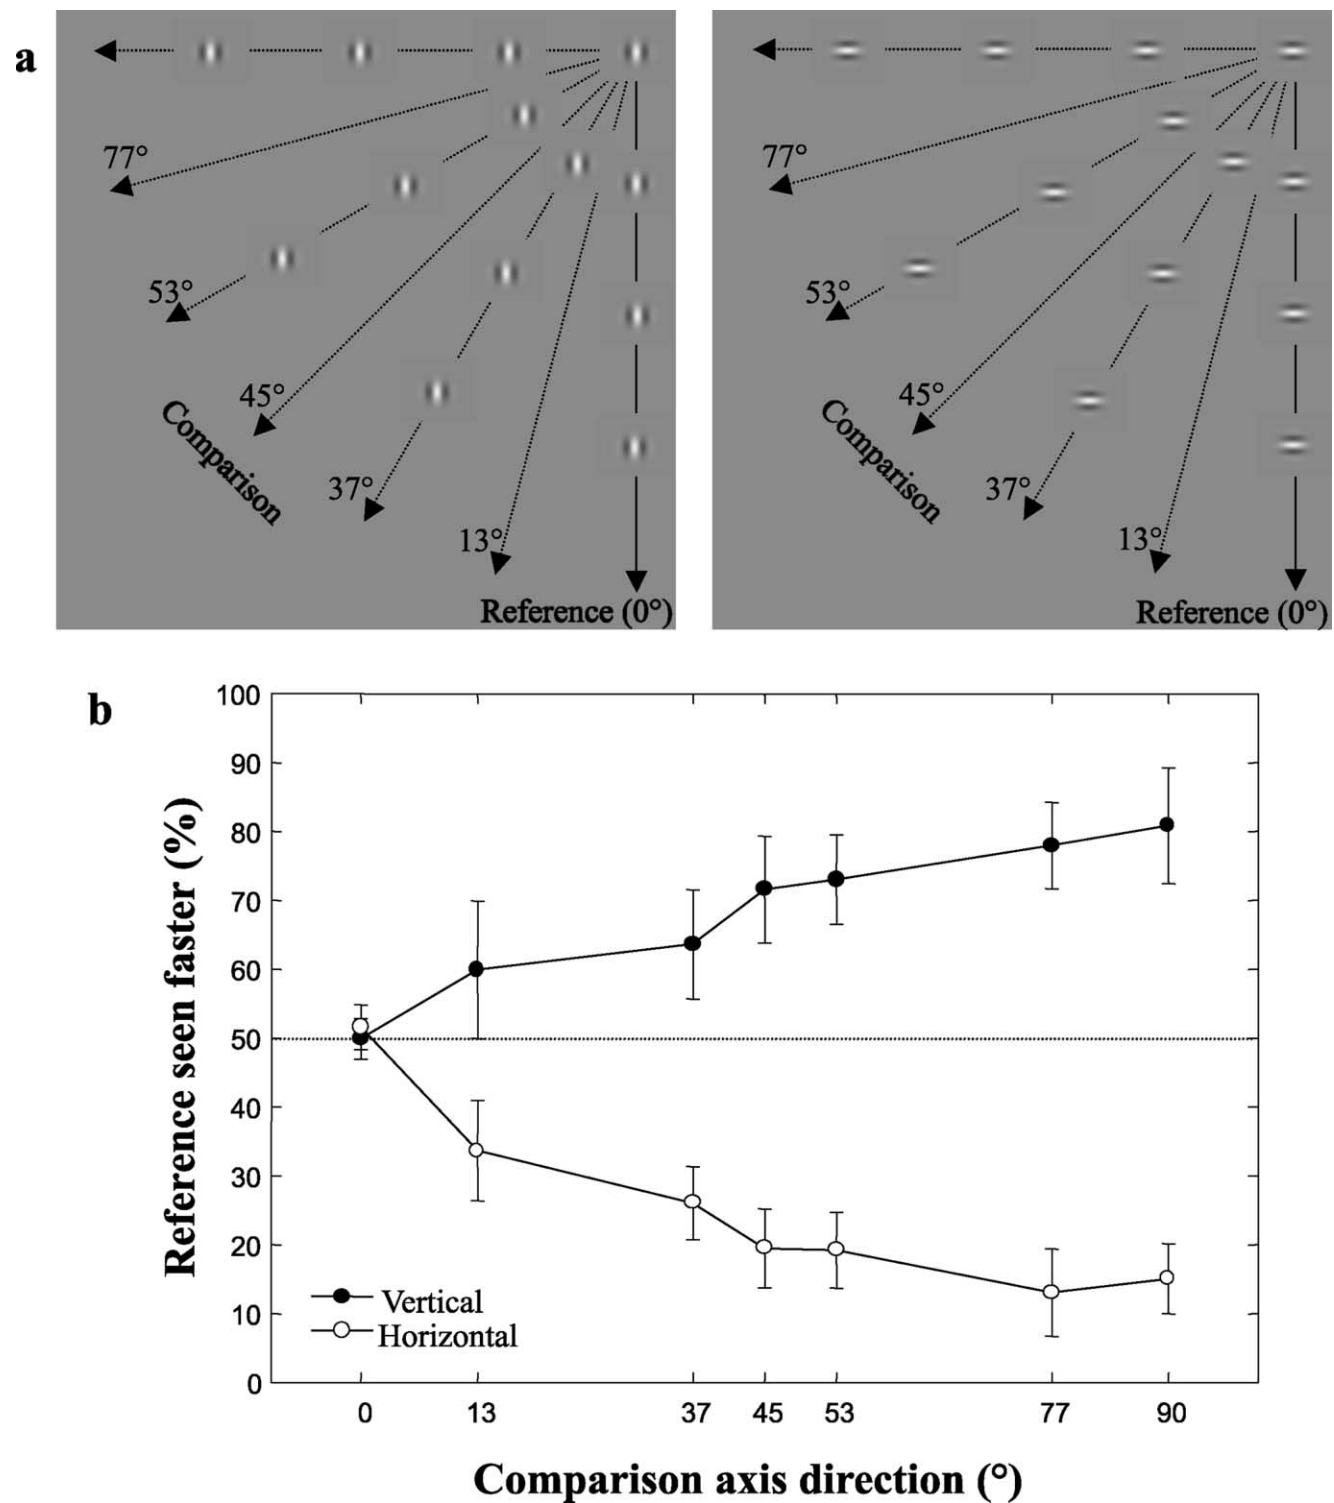 a
77°
53°
45°
37°
13°
Comparison
Reference (0°)
77°
53°
45°
37°
13°
Comparison
Reference (0°)
b
Reference seen faster (%)
100
90
80
70
60
50
40
30
20
10
0
Vertical
Horizontal
0 13 37 45 53 77 90
Comparison axis direction (°)